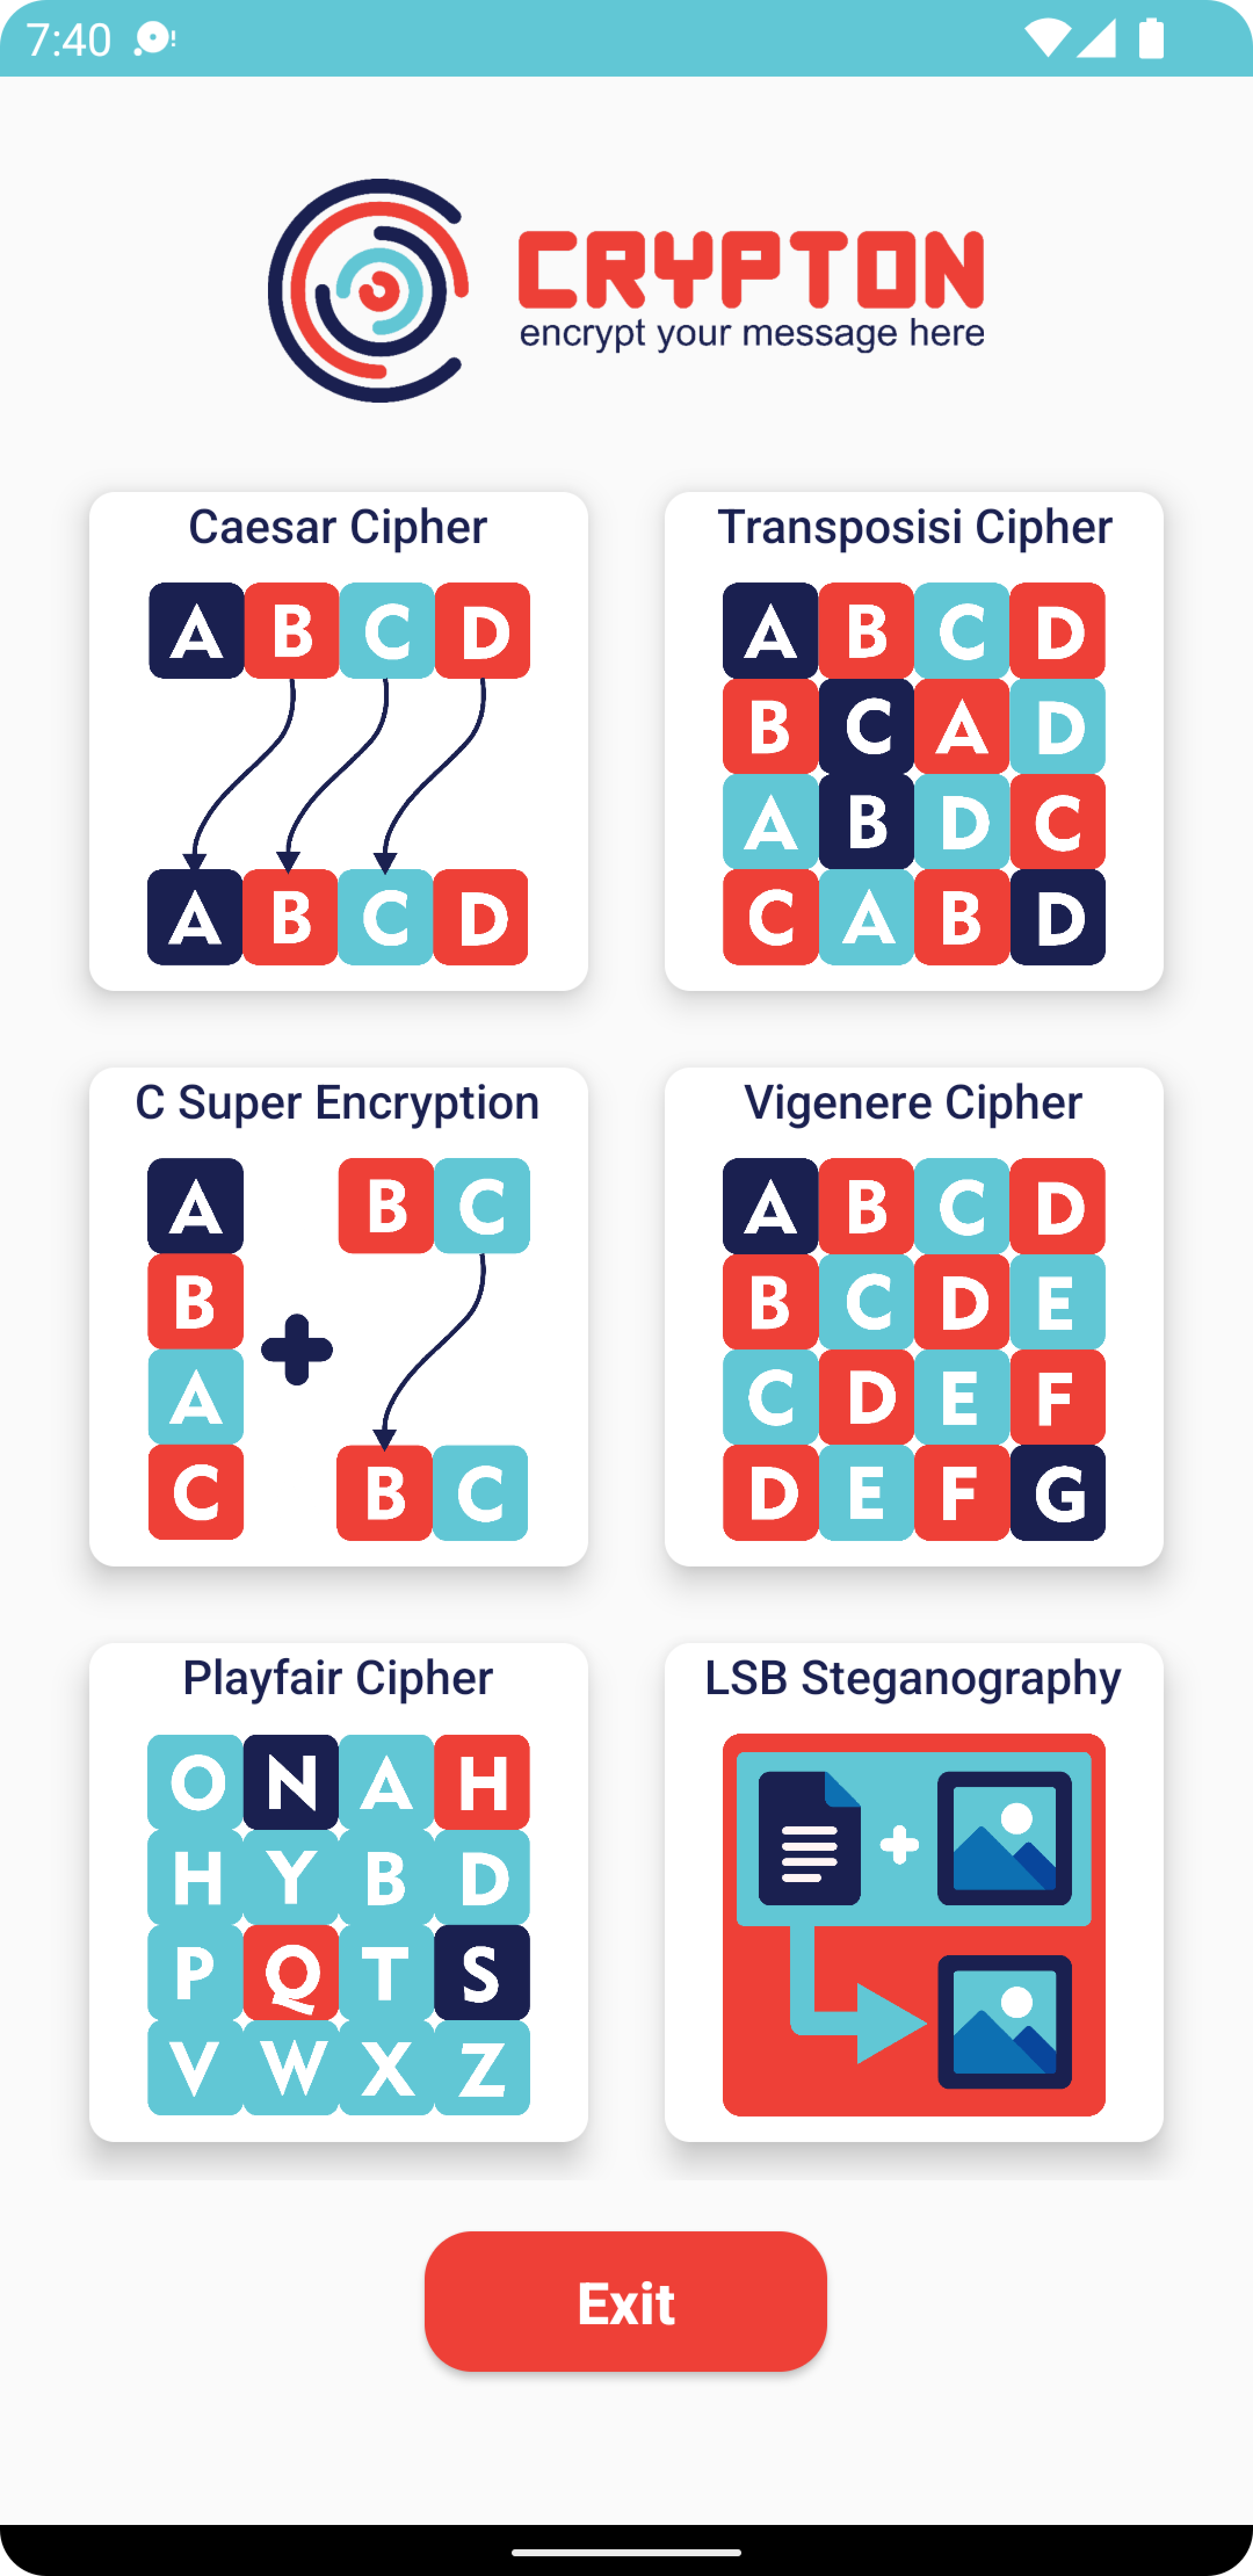 7:40
CRYPTON
encrypt your message here
Caesar Cipher
A B C D
A B C D
Transposisi Cipher
A B C D
B C A D
A B D C
C A B D
C Super Encryption
A B C
B
A
C B C
Vigenere Cipher
A B C D
B C D E
C D E F
D E F G
Playfair Cipher
O N A H
H Y B D
P Q T S
V W X Z
LSB Steganography
Exit